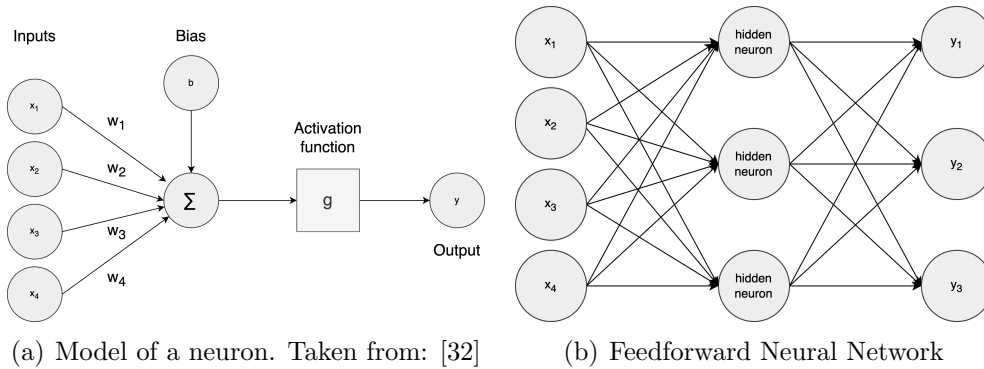 Inputs
Bias
x1
x2
x3
x4
w1
w2
w3
w4
b
Σ
Activation
function
g
y
Output
(a) Model of a neuron. Taken from: [32]
x1
x2
x3
x4
hidden
neuron
hidden
neuron
hidden
neuron
y1
y2
y3
(b) Feedforward Neural Network